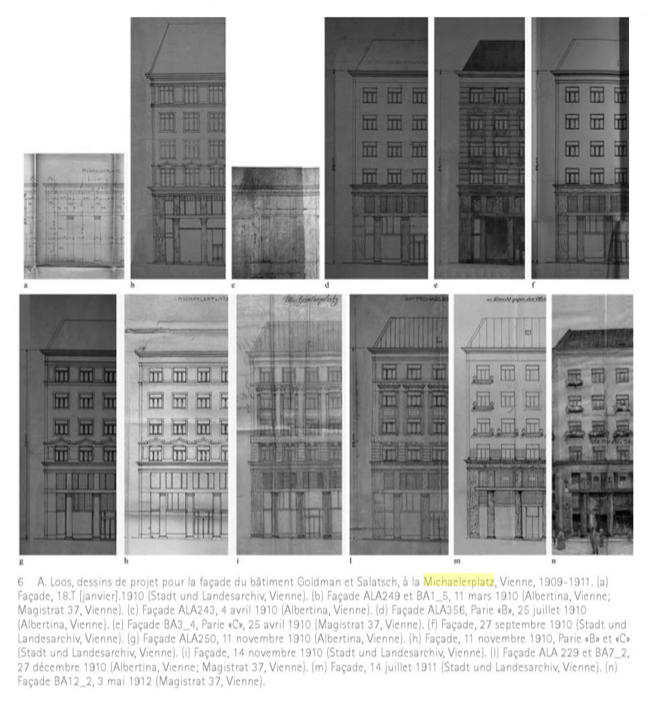 Michaelerplatz
a
b
c
d
e
f
g
h
i
l
m
n
6 A. Loos, dessins de projet pour la façade du bâtiment Goldman et Salatsch, à la Michaelerplatz, Vienne, 1909-1911. (a)
Façade, 18.T [janvier].1910 (Stadt und Landesarchiv, Vienne). (b) Façade ALA249 et BA1_5, 11 mars 1910 (Albertina, Vienne;
Magistrat 37, Vienne). (c) Façade ALA243, 4 avril 1910 (Albertina, Vienne). (d) Façade ALA356, Parie «B», 25 juillet 1910
(Albertina, Vienne). (e) Façade BA3_4, Parie «C», 25 avril 1910 (Magistrat 37, Vienne). (f) Façade, 27 septembre 1910 (Stadt und
Landesarchiv, Vienne). (g) Façade ALA250, 11 novembre 1910 (Albertina, Vienne). (h) Façade, 11 novembre 1910, Parie «B» et «C»
(Stadt und Landesarchiv, Vienne). (i) Façade, 14 novembre 1910 (Stadt und Landesarchiv, Vienne). (l) Façade ALA 229 et BA7_2,
27 décembre 1910 (Albertina, Vienne; Magistrat 37, Vienne). (m) Façade, 14 juillet 1911 (Stadt und Landesarchiv, Vienne). (n)
Façade BA12_2, 3 mai 1912 (Magistrat 37, Vienne).